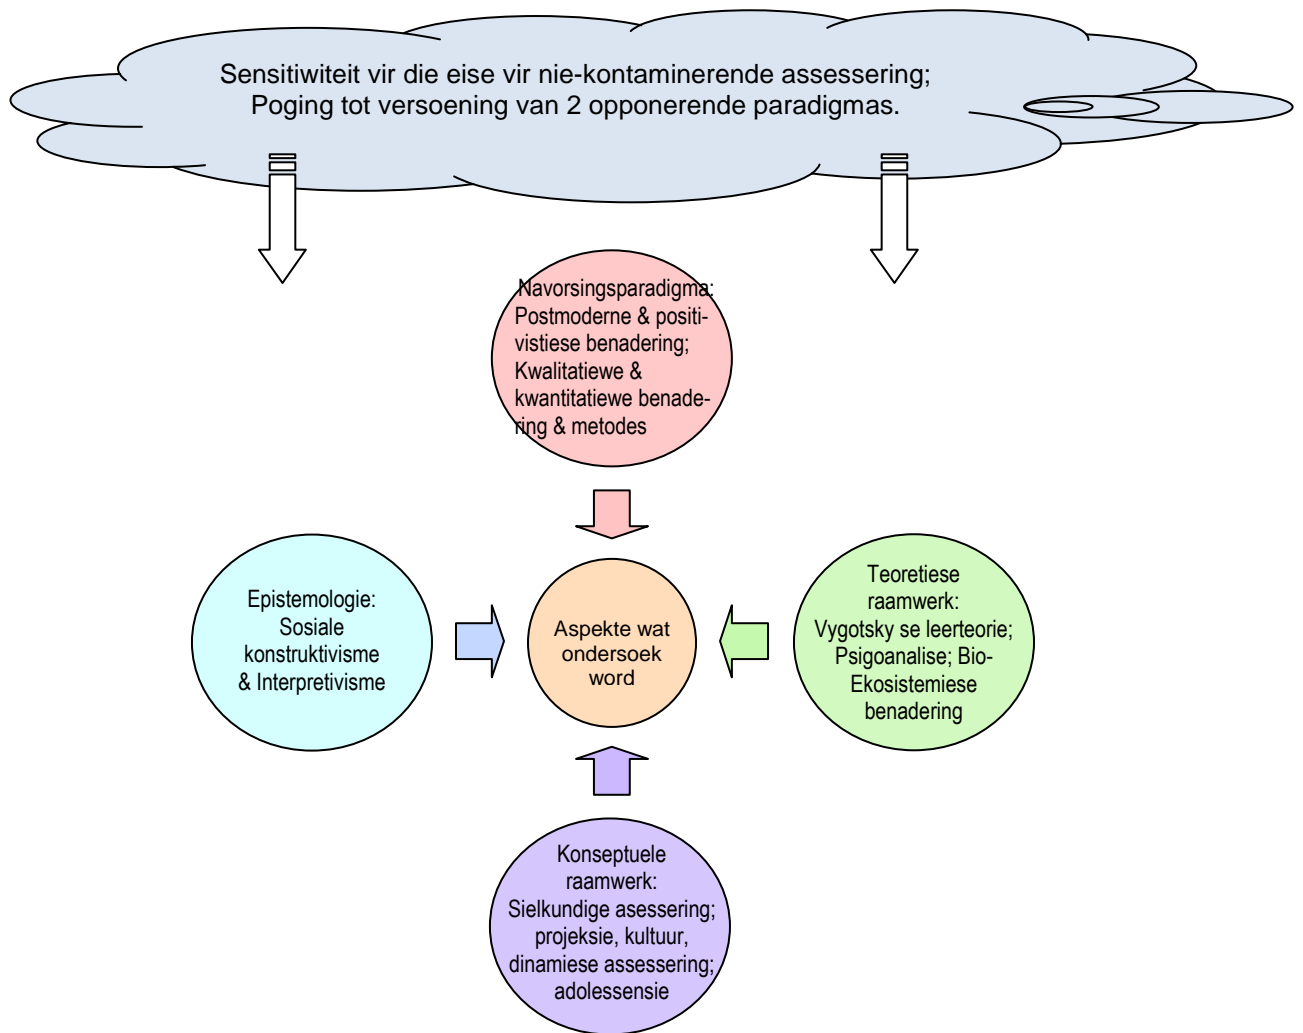 Sensitiwiteit vir die eise vir nie-kontaminerende assessering;
Poging tot versoening van 2 opponerende paradigmas.
Navorsingsparadigma:
Postmoderne & positi-
vistiese benadering;
Kwalitatiewe &
kwantitatiewe benade-
ring & metodes
Epistemologie:
Sosiale
konstruktivisme
& Interpretivisme
Aspekte wat
ondersoek
word
Teoretiese
raamwerk:
Vygotsky se leerteorie;
Psigoanalise; Bio-
Ekosistemiese
benadering
Konseptuele
raamwerk:
Sielkundige asessering;
projeksie, kultuur,
dinamiese assessering;
adolessensie